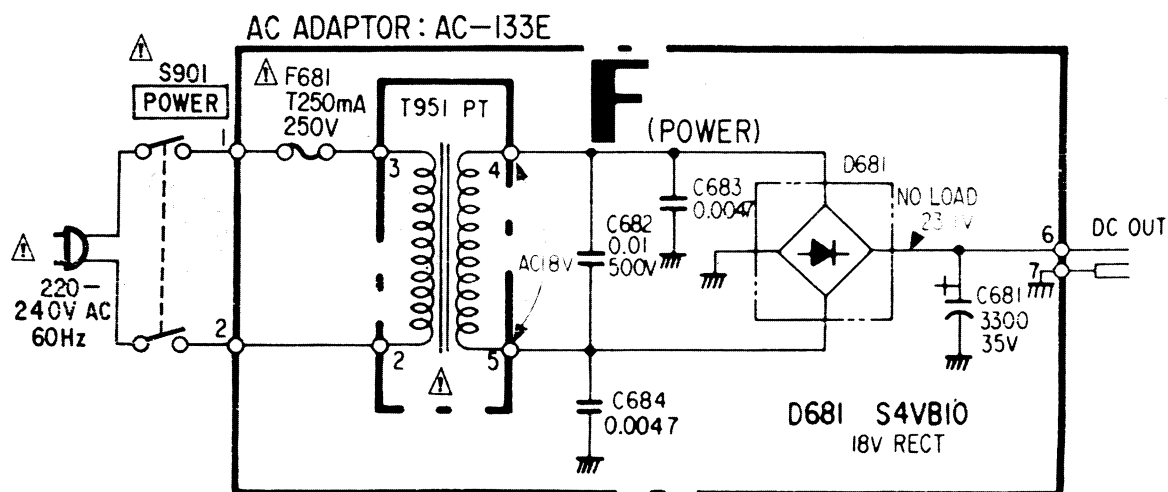 AC ADAPTOR: AC-133E
S901
POWER
F681
T250mA
250V
T951 PT
F
(POWER)
1
3
4
D681
C683
0.0047
NO LOAD
C682
0.01
500V
AC18V
6
DC OUT
7
220-
240V AC
60Hz
C681
3300
35V
2
2
5
C684
0.0047
D681 S4VB10
18V RECT